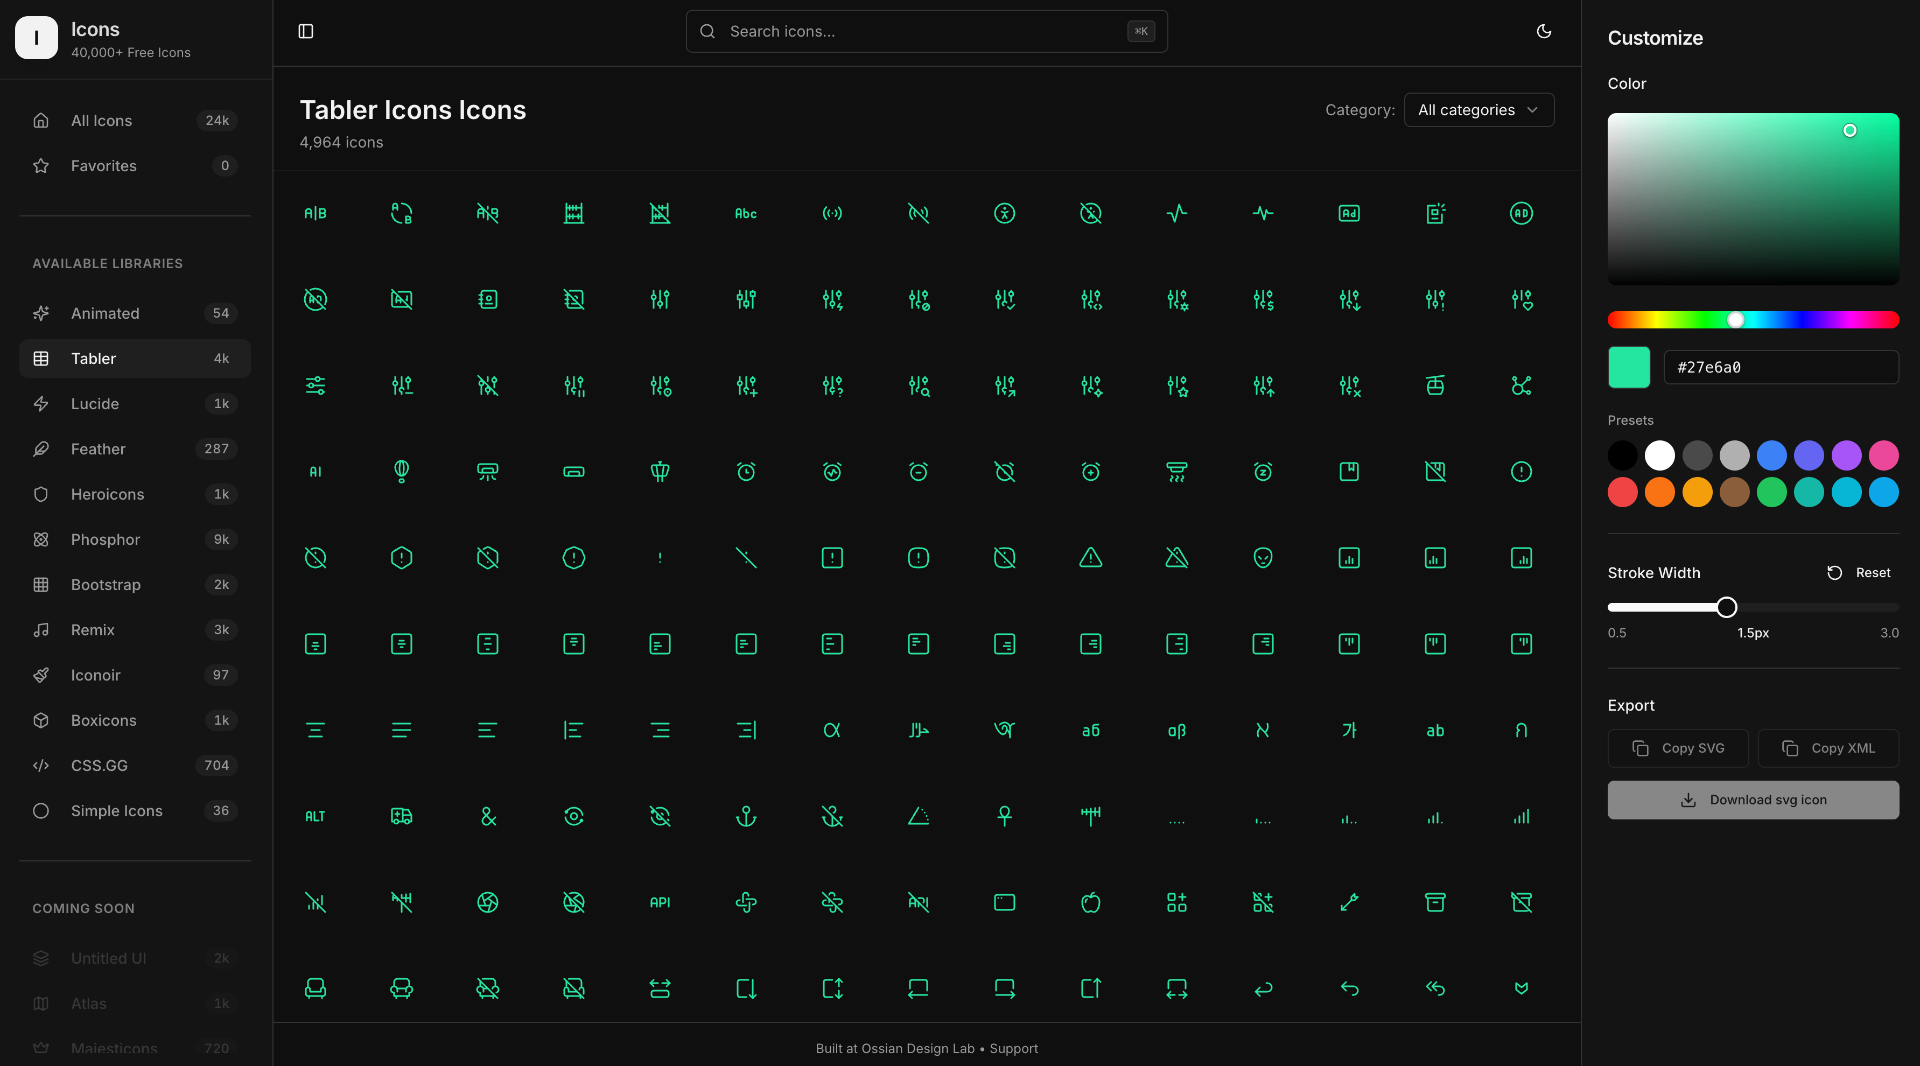 I
Icons
40,000+ Free Icons
All Icons 24k
Favorites 0
AVAILABLE LIBRARIES
Animated 54
Tabler 4k
Lucide 1k
Feather 287
Heroicons 1k
Phosphor 9k
Bootstrap 2k
Remix 3k
Iconoir 97
Boxicons 1k
CSS.GG 704
Simple Icons 36
COMING SOON
Untitled UI 2k
Atlas 1k
Majesticons 720
Search icons... ⌘K
Tabler Icons Icons
4,964 icons
Category: All categories
A|B
A B
Abc
Ad
AD
AI
аб
αβ
א
가
ab
ALT
&
API
Built at Ossian Design Lab • Support
Customize
Color
#27e6a0
Presets
Stroke Width Reset
0.5 1.5px 3.0
Export
Copy SVG Copy XML
Download svg icon